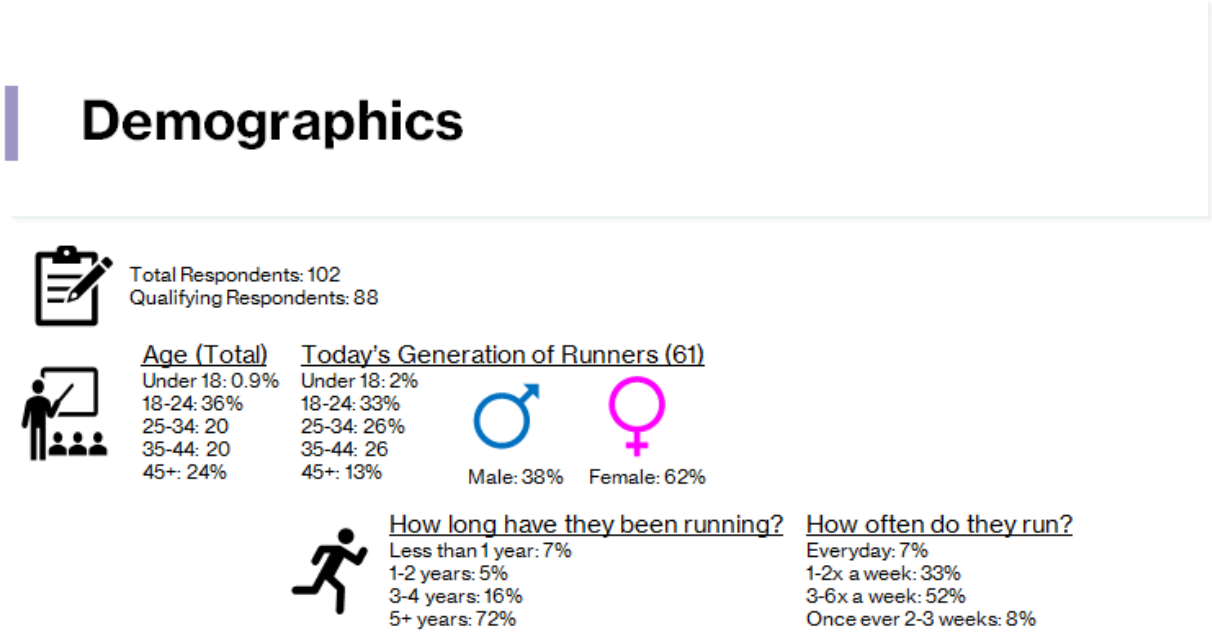 Demographics
Total Respondents: 102
Qualifying Respondents: 88
Age (Total)
Under 18: 0.9%
18-24: 36%
25-34: 20
35-44: 20
45+: 24%
Today's Generation of Runners (61)
Under 18: 2%
18-24: 33%
25-34: 26%
35-44: 26
45+: 13%
Male: 38%
Female: 62%
How long have they been running?
Less than 1 year: 7%
1-2 years: 5%
3-4 years: 16%
5+ years: 72%
How often do they run?
Everyday: 7%
1-2x a week: 33%
3-6x a week: 52%
Once ever 2-3 weeks: 8%